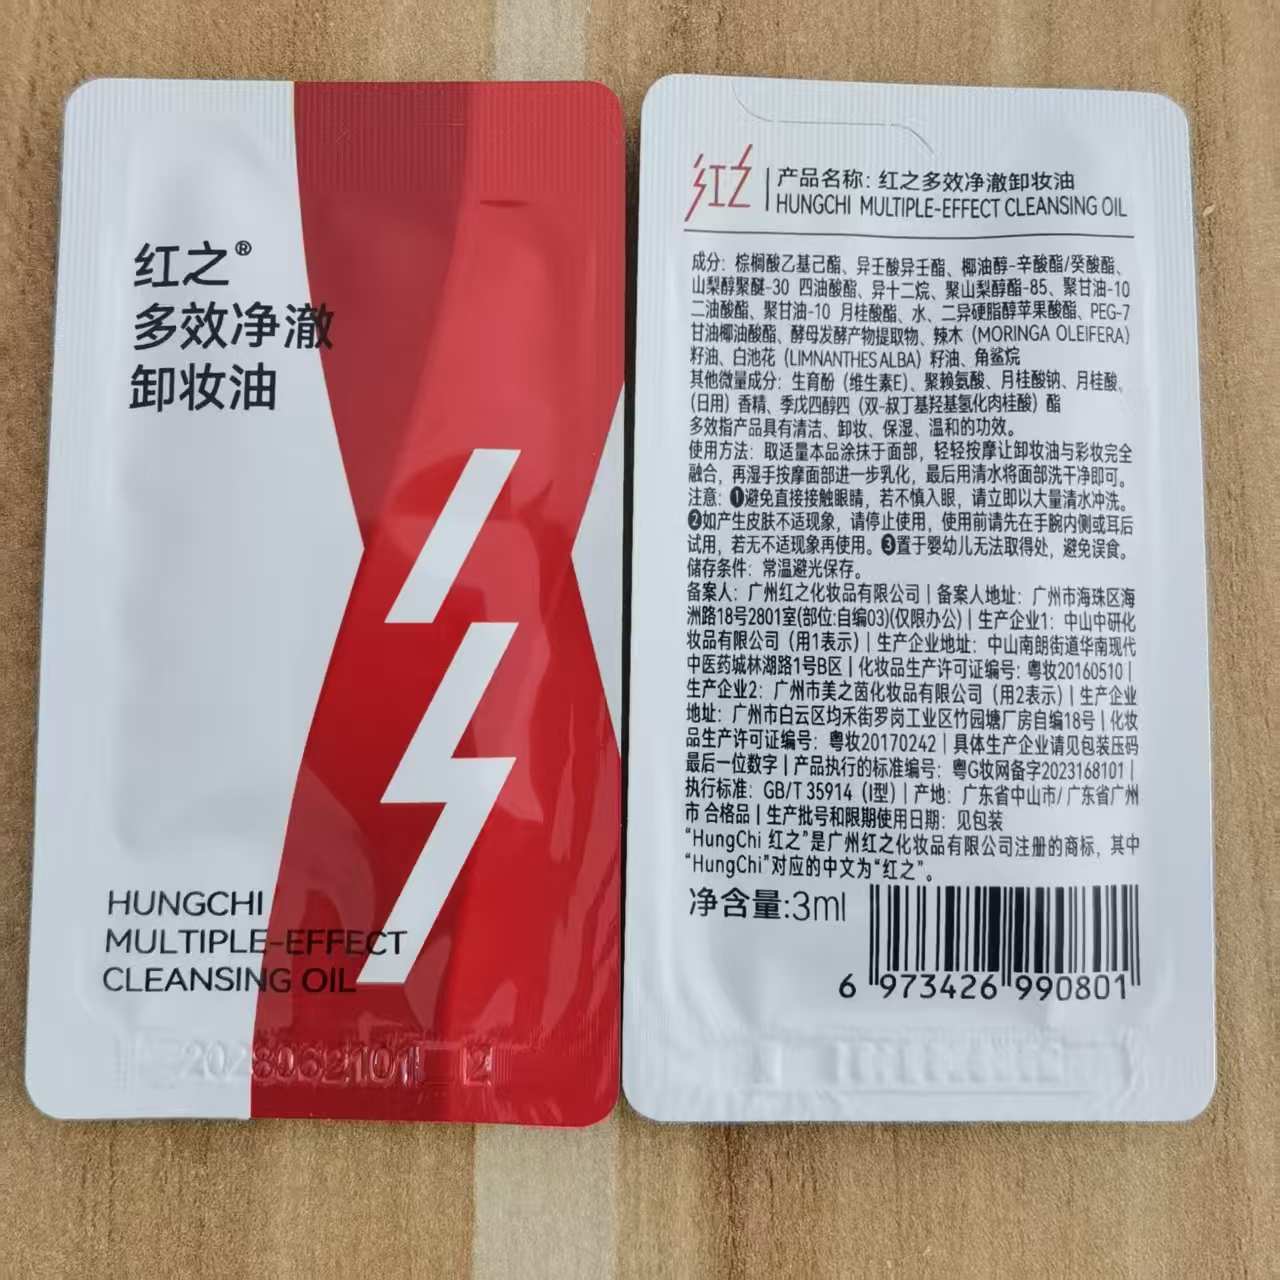 红之®
多效净澈
卸妆油
HUNGCHI
MULTIPLE-EFFECT
CLEANSING OIL
2028062101 2
红之
产品名称：红之多效净澈卸妆油
HUNGCHI MULTIPLE-EFFECT CLEANSING OIL
成分：棕榈酸乙基己酯、异壬酸异壬酯、椰油醇-辛酸酯/癸酸酯、
山梨醇聚醚-30 四油酸酯、异十二烷、聚山梨醇酯-85、聚甘油-10
二油酸酯、聚甘油-10 月桂酸酯、水、二异硬脂醇苹果酸酯、PEG-7
甘油椰油酸酯、酵母发酵产物提取物、辣木（MORINGA OLEIFERA）
籽油、白池花（LIMNANTHES ALBA）籽油、角鲨烷
其他微量成分：生育酚（维生素E）、聚赖氨酸、月桂酸钠、月桂酸、
（日用）香精、季戊四醇四（双-叔丁基羟基氢化肉桂酸）酯
多效指产品具有清洁、卸妆、保湿、温和的功效。
使用方法：取适量本品涂抹于面部，轻轻按摩让卸妆油与彩妆完全
融合，再湿手按摩面部进一步乳化，最后用清水将面部洗干净即可。
注意：❶避免直接接触眼睛，若不慎入眼，请立即以大量清水冲洗。
❷如产生皮肤不适现象，请停止使用，使用前请先在手腕内侧或耳后
试用，若无不适现象再使用。❸置于婴幼儿无法取得处，避免误食。
储存条件：常温避光保存。
备案人：广州红之化妆品有限公司 | 备案人地址：广州市海珠区海
洲路18号2801室(部位:自编03)(仅限办公) | 生产企业1：中山中研化
妆品有限公司（用1表示）| 生产企业地址：中山南朗街道华南现代
中医药城林湖路1号B区 | 化妆品生产许可证编号：粤妆20160510 |
生产企业2：广州市美之茵化妆品有限公司（用2表示）| 生产企业
地址：广州市白云区均禾街罗岗工业区竹园塘厂房自编18号 | 化妆
品生产许可证编号：粤妆20170242 | 具体生产企业请见包装压码
最后一位数字 | 产品执行的标准编号：粤G妆网备字2023168101 |
执行标准：GB/T 35914（I型）| 产地：广东省中山市/ 广东省广州
市 合格品 | 生产批号和限期使用日期：见包装
“HungChi 红之”是广州红之化妆品有限公司注册的商标，其中
“HungChi”对应的中文为“红之”。
净含量:3ml
6 973426 990801